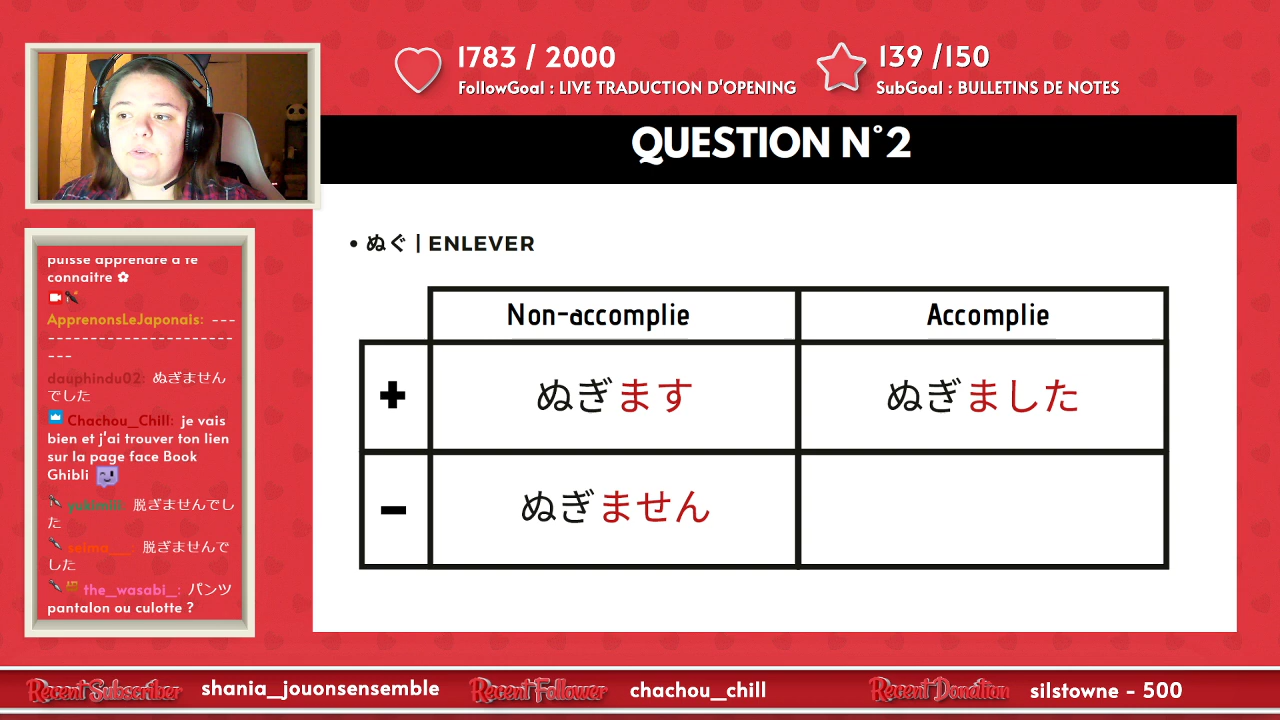 1783 / 2000
FollowGoal : LIVE TRADUCTION D'OPENING
139 /150
SubGoal : BULLETINS DE NOTES
QUESTION N°2
• ぬぐ | ENLEVER
Non-accomplie
Accomplie
+
ぬぎます
ぬぎました
-
ぬぎません
puisse apprendre à te
connaître ✿
ApprenonsLeJaponais: ---
------------------------
---
dauphindu02: ぬぎません
でした
Chachou_Chill: je vais
bien et j'ai trouver ton lien
sur la page face Book
Ghibli
脱ぎませんでし
た
seima___: 脱ぎませんで
した
the_wasabi_: パンツ
pantalon ou culotte ?
Recent Subscriber
shania_jouonsensemble
Recent Follower
chachou_chill
Recent Donation
silstowne - 500